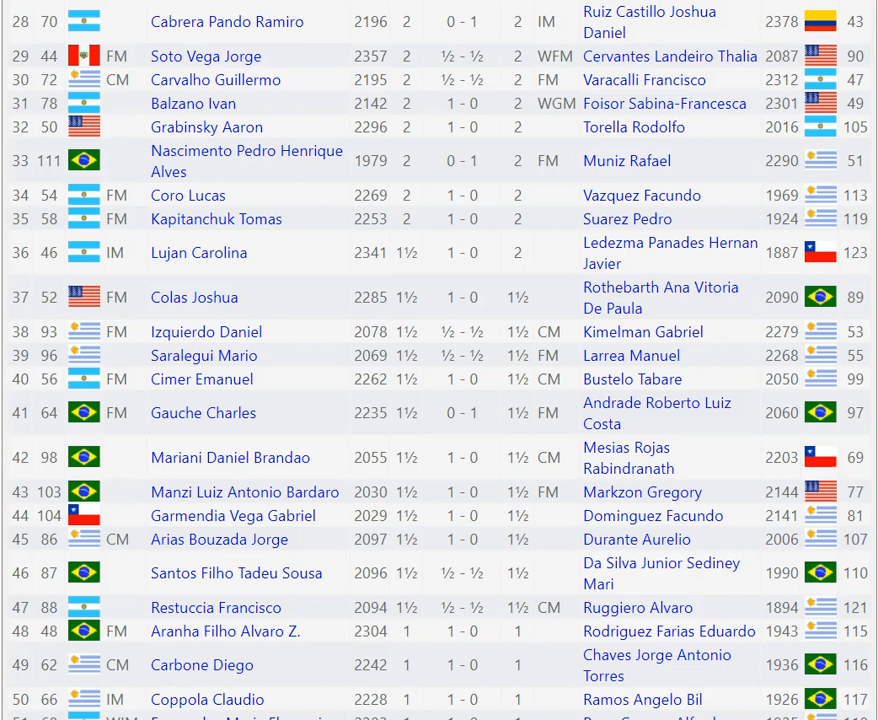 28 70 Cabrera Pando Ramiro 2196 2 0 - 1 2 IM Ruiz Castillo Joshua Daniel 2378 43
29 44 FM Soto Vega Jorge 2357 2 ½ - ½ 2 WFM Cervantes Landeiro Thalia 2087 90
30 72 CM Carvalho Guillermo 2195 2 ½ - ½ 2 FM Varacalli Francisco 2312 47
31 78 Balzano Ivan 2142 2 1 - 0 2 WGM Foisor Sabina-Francesca 2301 49
32 50 Grabinsky Aaron 2296 2 1 - 0 2 Torella Rodolfo 2016 105
33 111 Nascimento Pedro Henrique Alves 1979 2 0 - 1 2 FM Muniz Rafael 2290 51
34 54 FM Coro Lucas 2269 2 1 - 0 2 Vazquez Facundo 1969 113
35 58 FM Kapitanchuk Tomas 2253 2 1 - 0 2 Suarez Pedro 1924 119
36 46 IM Lujan Carolina 2341 1½ 1 - 0 2 Ledezma Panades Hernan Javier 1887 123
37 52 FM Colas Joshua 2285 1½ 1 - 0 1½ Rothebarth Ana Vitoria De Paula 2090 89
38 93 FM Izquierdo Daniel 2078 1½ ½ - ½ 1½ CM Kimelman Gabriel 2279 53
39 96 Saralegui Mario 2069 1½ ½ - ½ 1½ FM Larrea Manuel 2268 55
40 56 FM Cimer Emanuel 2262 1½ 1 - 0 1½ CM Bustelo Tabare 2050 99
41 64 FM Gauche Charles 2235 1½ 0 - 1 1½ FM Andrade Roberto Luiz Costa 2060 97
42 98 Mariani Daniel Brandao 2055 1½ 1 - 0 1½ CM Mesias Rojas Rabindranath 2203 69
43 103 Manzi Luiz Antonio Bardaro 2030 1½ 1 - 0 1½ FM Markzon Gregory 2144 77
44 104 Garmendia Vega Gabriel 2029 1½ 1 - 0 1½ Dominguez Facundo 2141 81
45 86 CM Arias Bouzada Jorge 2097 1½ 1 - 0 1½ Durante Aurelio 2006 107
46 87 Santos Filho Tadeu Sousa 2096 1½ ½ - ½ 1½ Da Silva Junior Sediney Mari 1990 110
47 88 Restuccia Francisco 2094 1½ ½ - ½ 1½ CM Ruggiero Alvaro 1894 121
48 48 FM Aranha Filho Alvaro Z. 2304 1 1 - 0 1 Rodriguez Farias Eduardo 1943 115
49 62 CM Carbone Diego 2242 1 1 - 0 1 Chaves Jorge Antonio Torres 1936 116
50 66 IM Coppola Claudio 2228 1 1 - 0 1 Ramos Angelo Bil 1926 117